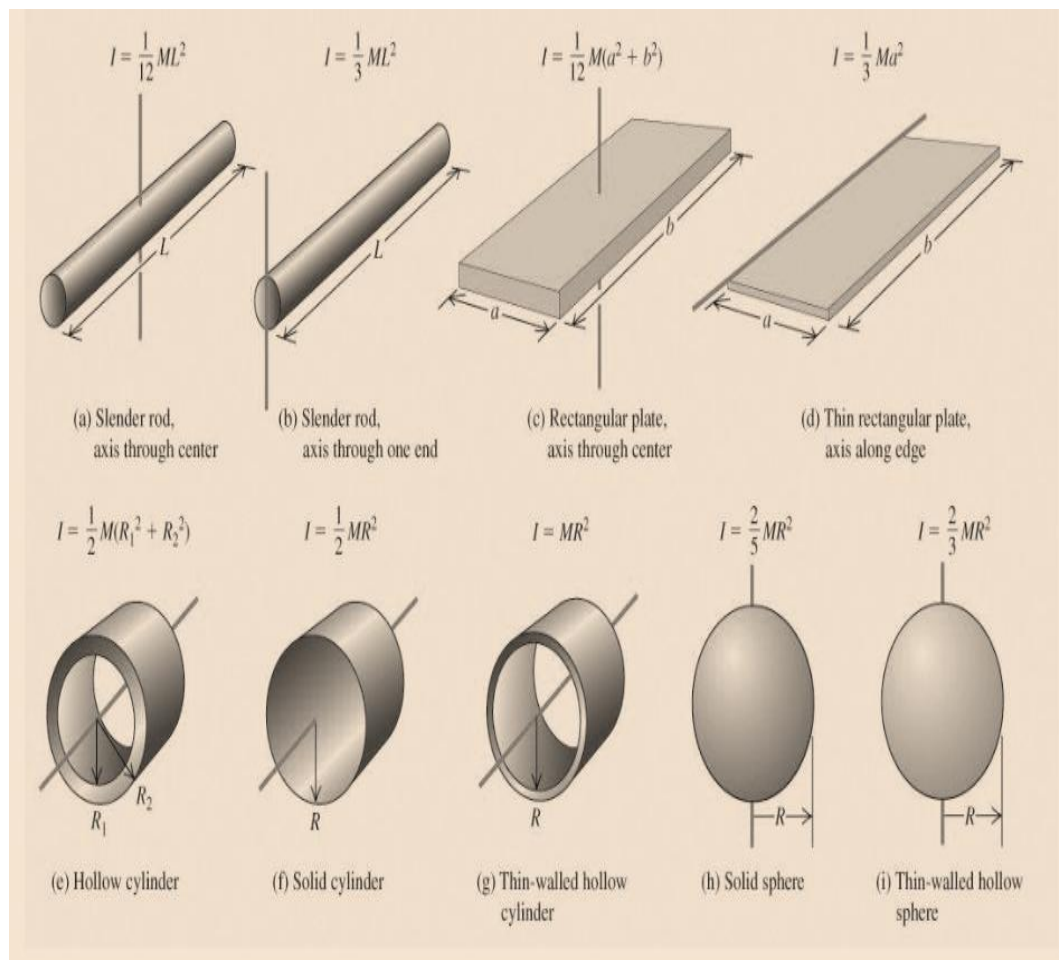 I = 1/12 ML²
I = 1/3 ML²
I = 1/12 M(a² + b²)
I = 1/3 Ma²
L
L
a
b
a
b
(a) Slender rod,
axis through center
(b) Slender rod,
axis through one end
(c) Rectangular plate,
axis through center
(d) Thin rectangular plate,
axis along edge
I = 1/2 M(R₁² + R₂²)
I = 1/2 MR²
I = MR²
I = 2/5 MR²
I = 2/3 MR²
R₁
R₂
R
R
R
R
(e) Hollow cylinder
(f) Solid cylinder
(g) Thin-walled hollow
cylinder
(h) Solid sphere
(i) Thin-walled hollow
sphere